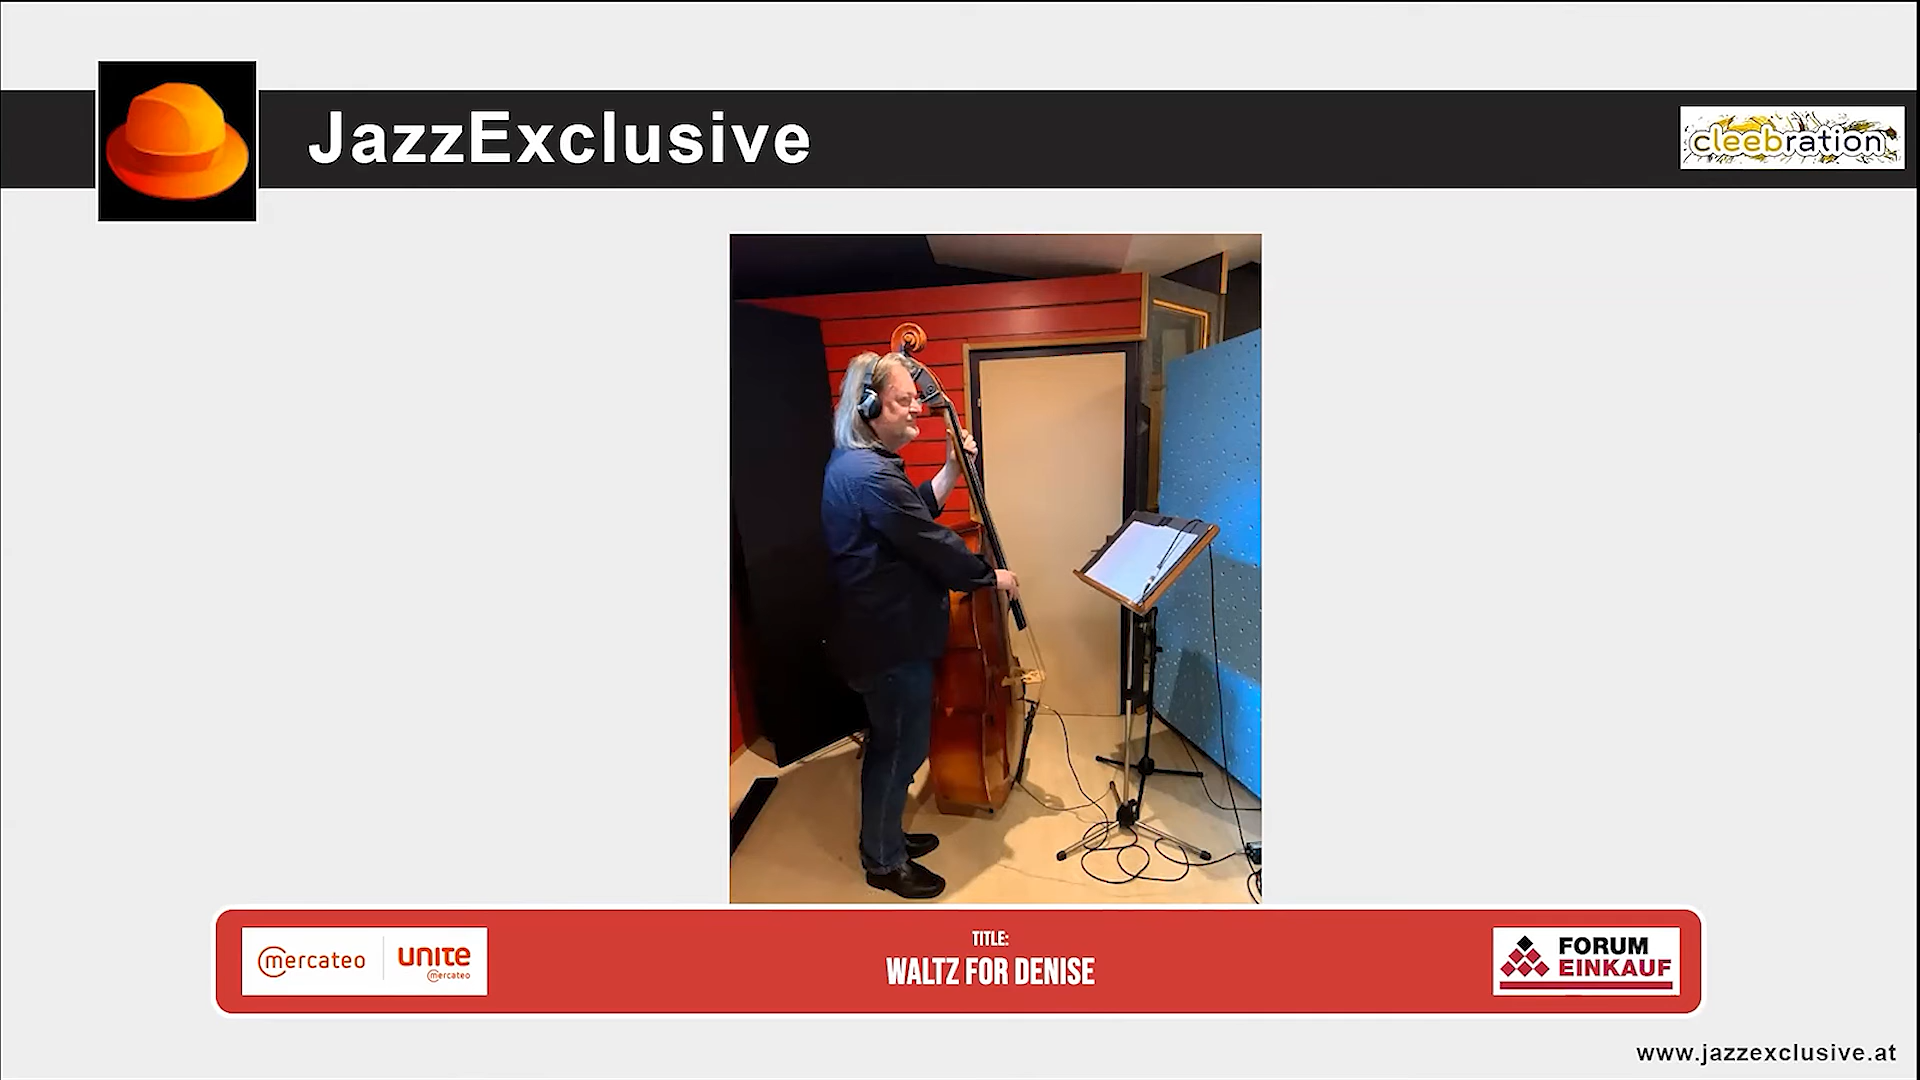 JazzExclusive
cleebration
TITLE:
WALTZ FOR DENISE
mercateo
UNITE
mercateo
FORUM
EINKAUF
www.jazzexclusive.at